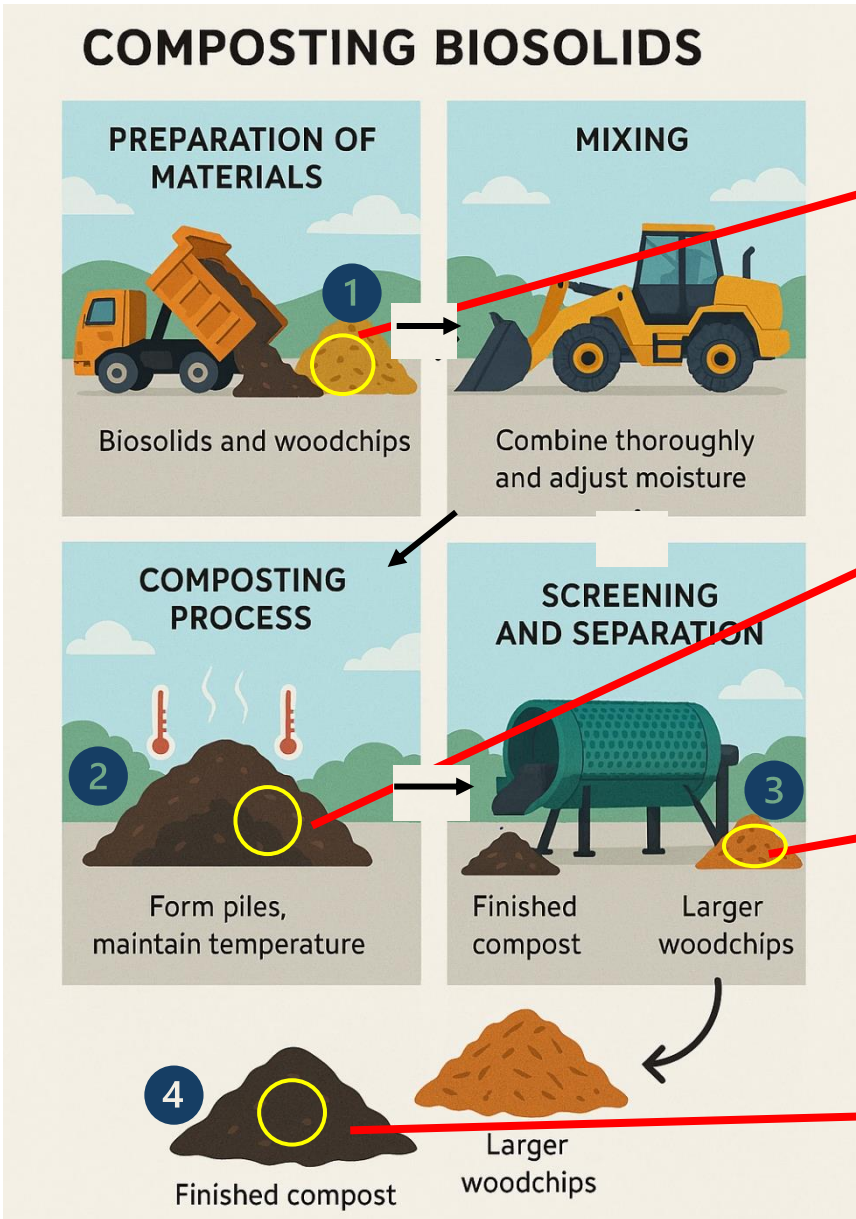 COMPOSTING BIOSOLIDS
PREPARATION OF
MATERIALS
1
Biosolids and woodchips
MIXING
Combine thoroughly
and adjust moisture
COMPOSTING
PROCESS
2
Form piles,
maintain temperature
SCREENING
AND SEPARATION
3
Finished
compost
Larger
woodchips
4
Finished compost
Larger
woodchips